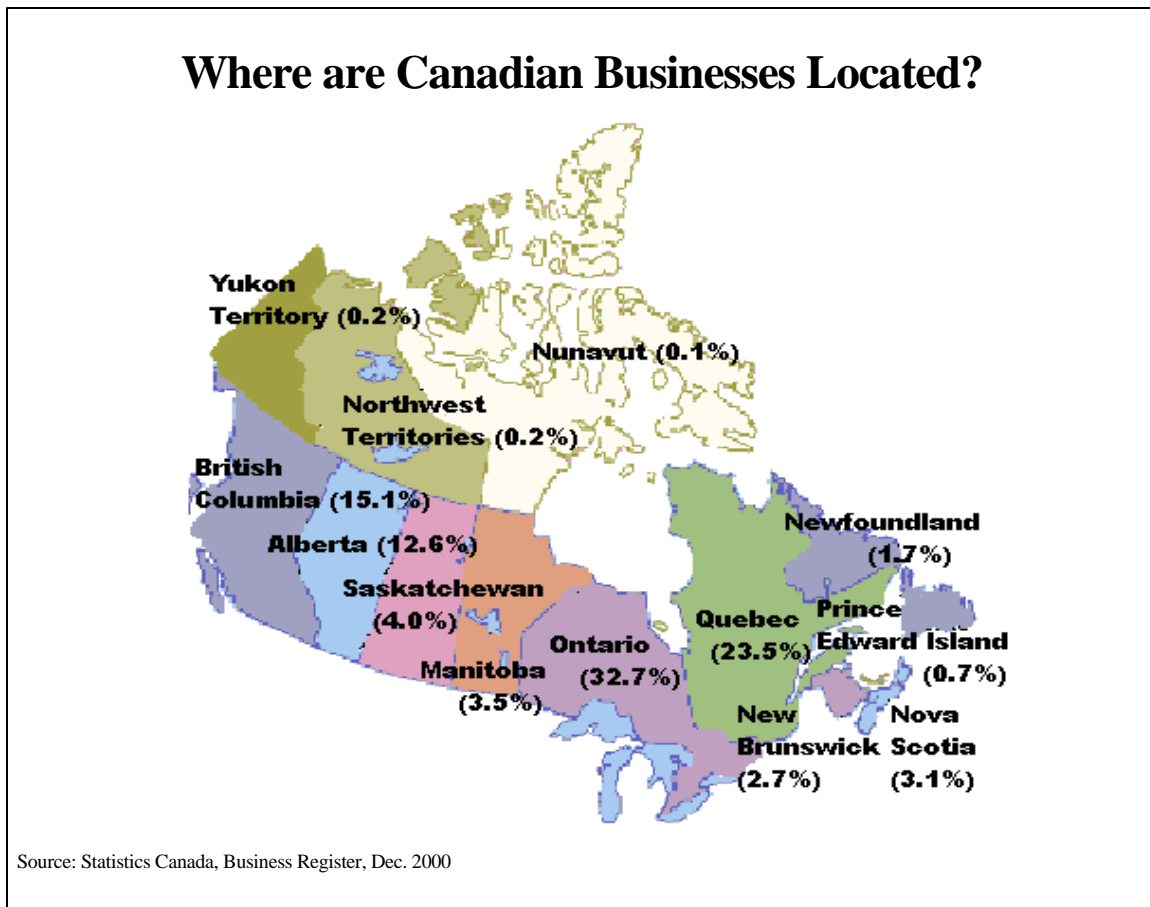 Where are Canadian Businesses Located?
Yukon
Territory (0.2%)
Nunavut (0.1%)
Northwest
Territories (0.2%)
British
Columbia (15.1%)
Alberta (12.6%)
Saskatchewan
(4.0%)
Manitoba
(3.5%)
Ontario
(32.7%)
Quebec
(23.5%)
Newfoundland
(1.7%)
Prince
Edward Island
(0.7%)
New
Brunswick
(2.7%)
Nova
Scotia
(3.1%)
Source: Statistics Canada, Business Register, Dec. 2000